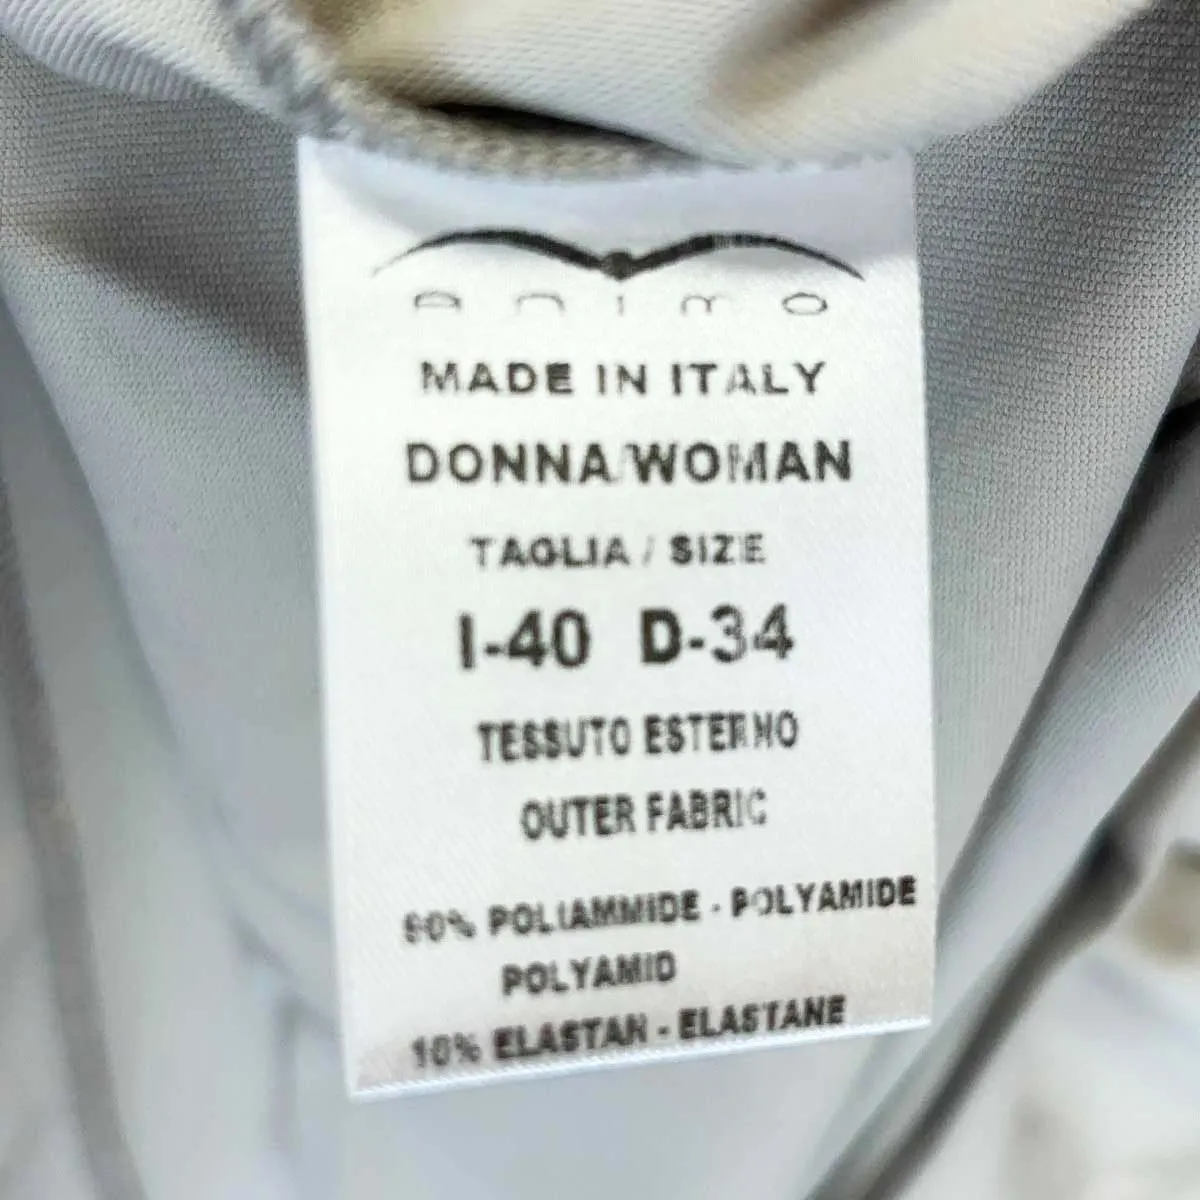 animo
MADE IN ITALY
DONNA/WOMAN
TAGLIA / SIZE
I-40 D-34
TESSUTO ESTERNO
OUTER FABRIC
90% POLIAMMIDE - POLYAMIDE
POLYAMID
10% ELASTAN - ELASTANE